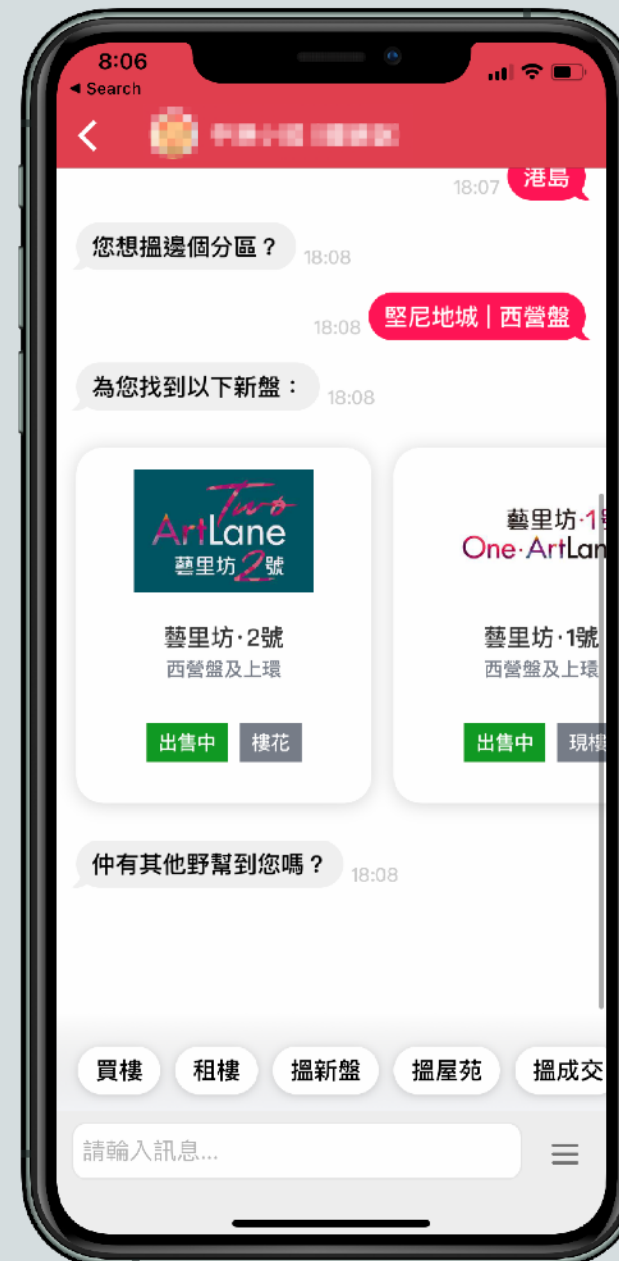 8:06
◀ Search
18:07
港島
您想搵邊個分區？
18:08
18:08
堅尼地城｜西營盤
為您找到以下新盤：
18:08
Two
ArtLane
藝里坊2號
藝里坊·1號
One·ArtLan
藝里坊·2號
西營盤及上環
藝里坊·1號
西營盤及上環
出售中
樓花
出售中
現樓
仲有其他野幫到您嗎？
18:08
買樓
租樓
搵新盤
搵屋苑
搵成交
請輸入訊息...